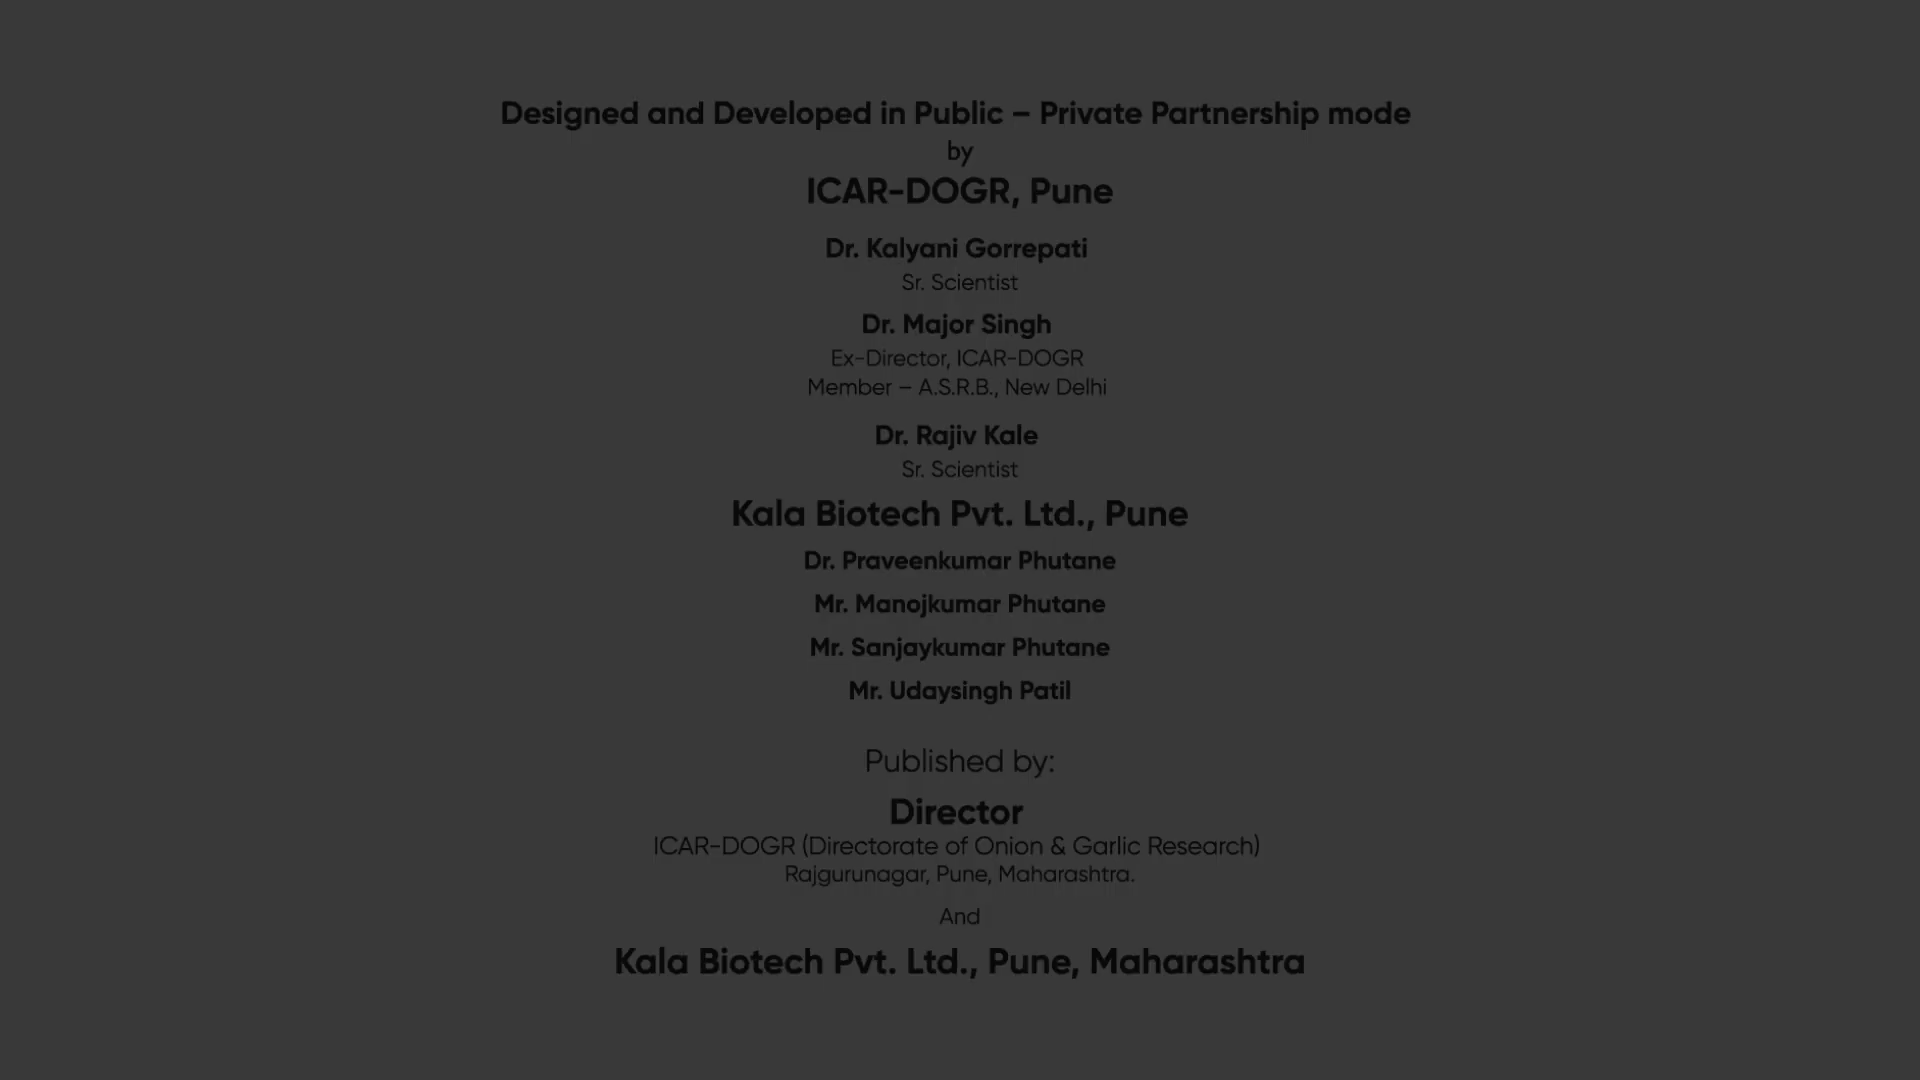 Designed and Developed in Public – Private Partnership mode
by
ICAR-DOGR, Pune
Dr. Kalyani Gorrepati
Sr. Scientist
Dr. Major Singh
Ex-Director, ICAR-DOGR
Member – A.S.R.B., New Delhi
Dr. Rajiv Kale
Sr. Scientist
Kala Biotech Pvt. Ltd., Pune
Dr. Praveenkumar Phutane
Mr. Manojkumar Phutane
Mr. Sanjaykumar Phutane
Mr. Udaysingh Patil
Published by:
Director
ICAR-DOGR (Directorate of Onion & Garlic Research)
Rajgurunagar, Pune, Maharashtra.
And
Kala Biotech Pvt. Ltd., Pune, Maharashtra